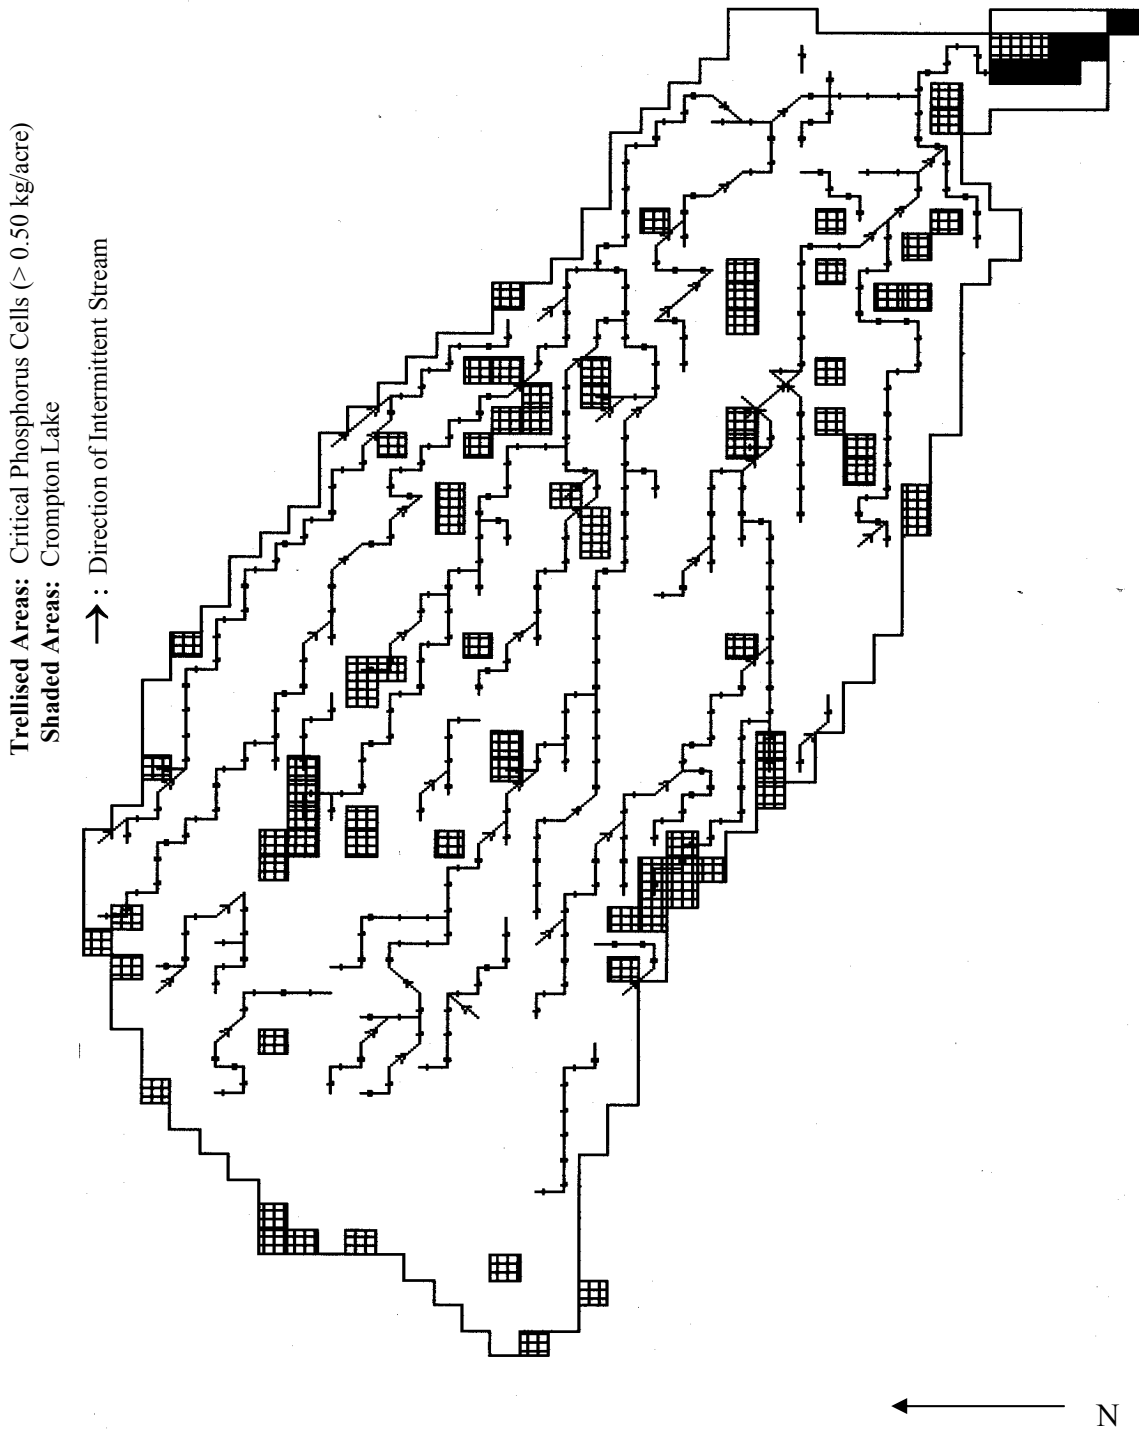 Trellised Areas: Critical Phosphorus Cells (> 0.50 kg/acre)
Shaded Areas: Crompton Lake
→ : Direction of Intermittent Stream
N